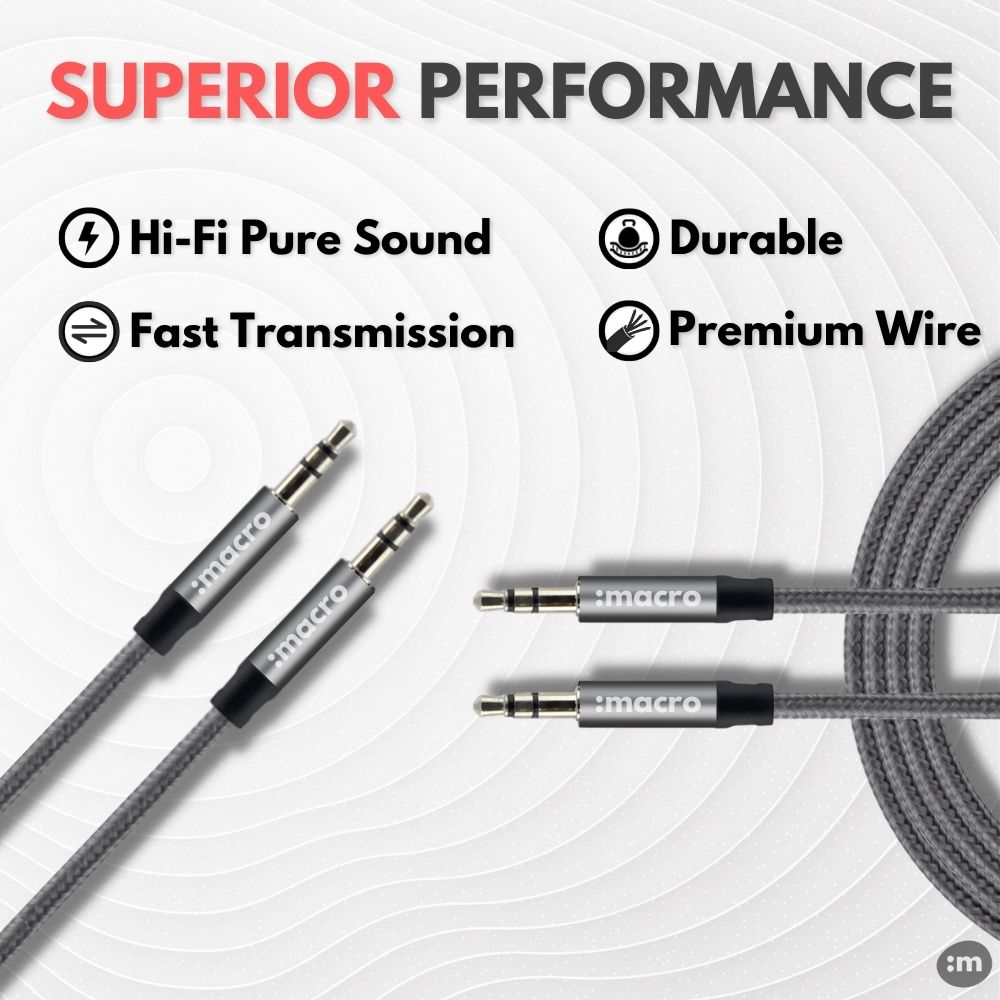 SUPERIOR PERFORMANCE
Hi-Fi Pure Sound
Durable
Fast Transmission
Premium Wire
:macro
:macro
:macro
:macro
:m